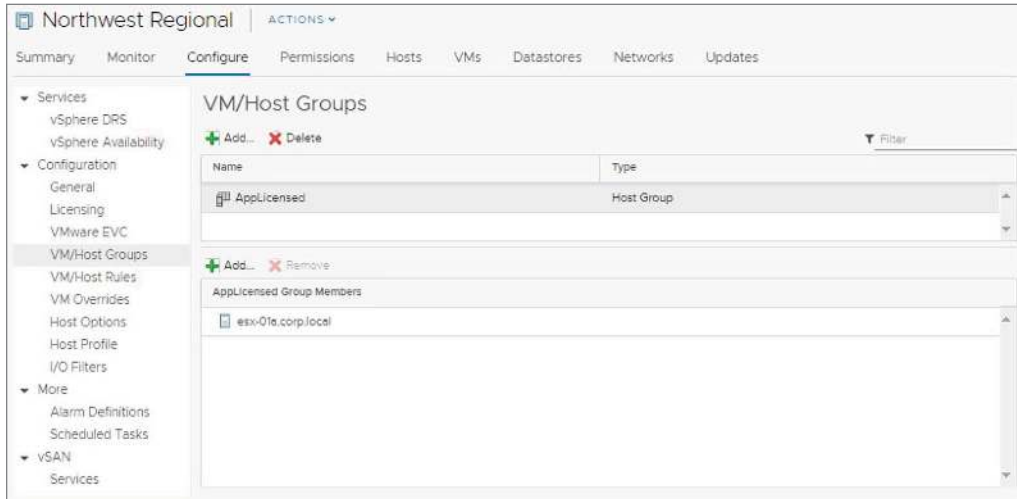 Northwest Regional ACTIONS
Summary Monitor Configure Permissions Hosts VMs Datastores Networks Updates
Services
vSphere DRS
vSphere Availability
Configuration
General
Licensing
VMware EVC
VM/Host Groups
VM/Host Rules
VM Overrides
Host Options
Host Profile
I/O Filters
More
Alarm Definitions
Scheduled Tasks
vSAN
Services
VM/Host Groups
Add... Delete Filter
Name Type
AppLicensed Host Group
Add... Remove
AppLicensed Group Members
esx-01a.corp.local